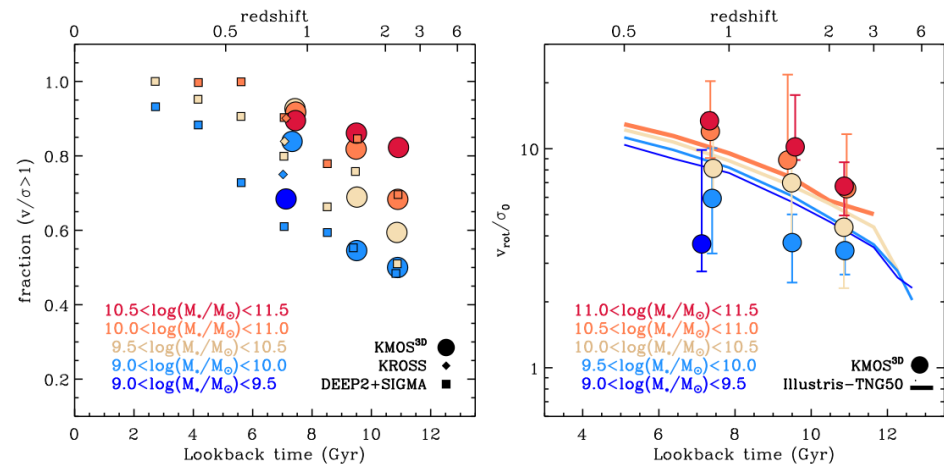 redshift
0 0.5 1 2 3 4 6
1.0
0.8
0.6
0.4
0.2
fraction (v/σ>1)
10.5<log(M⁎/M☉)<11.5
10.0<log(M⁎/M☉)<11.0
9.5<log(M⁎/M☉)<10.5
9.0<log(M⁎/M☉)<10.0
9.0<log(M⁎/M☉)<9.5
KMOS³ᴰ
KROSS
DEEP2+SIGMA
0 2 4 6 8 10 12
Lookback time (Gyr)
redshift
0.5 1 2 3 6
10
1
v_rot/σ₀
11.0<log(M⁎/M☉)<11.5
10.5<log(M⁎/M☉)<11.0
10.0<log(M⁎/M☉)<10.5
9.5<log(M⁎/M☉)<10.0
9.0<log(M⁎/M☉)<9.5
KMOS³ᴰ
Illustris-TNG50
4 6 8 10 12
Lookback time (Gyr)